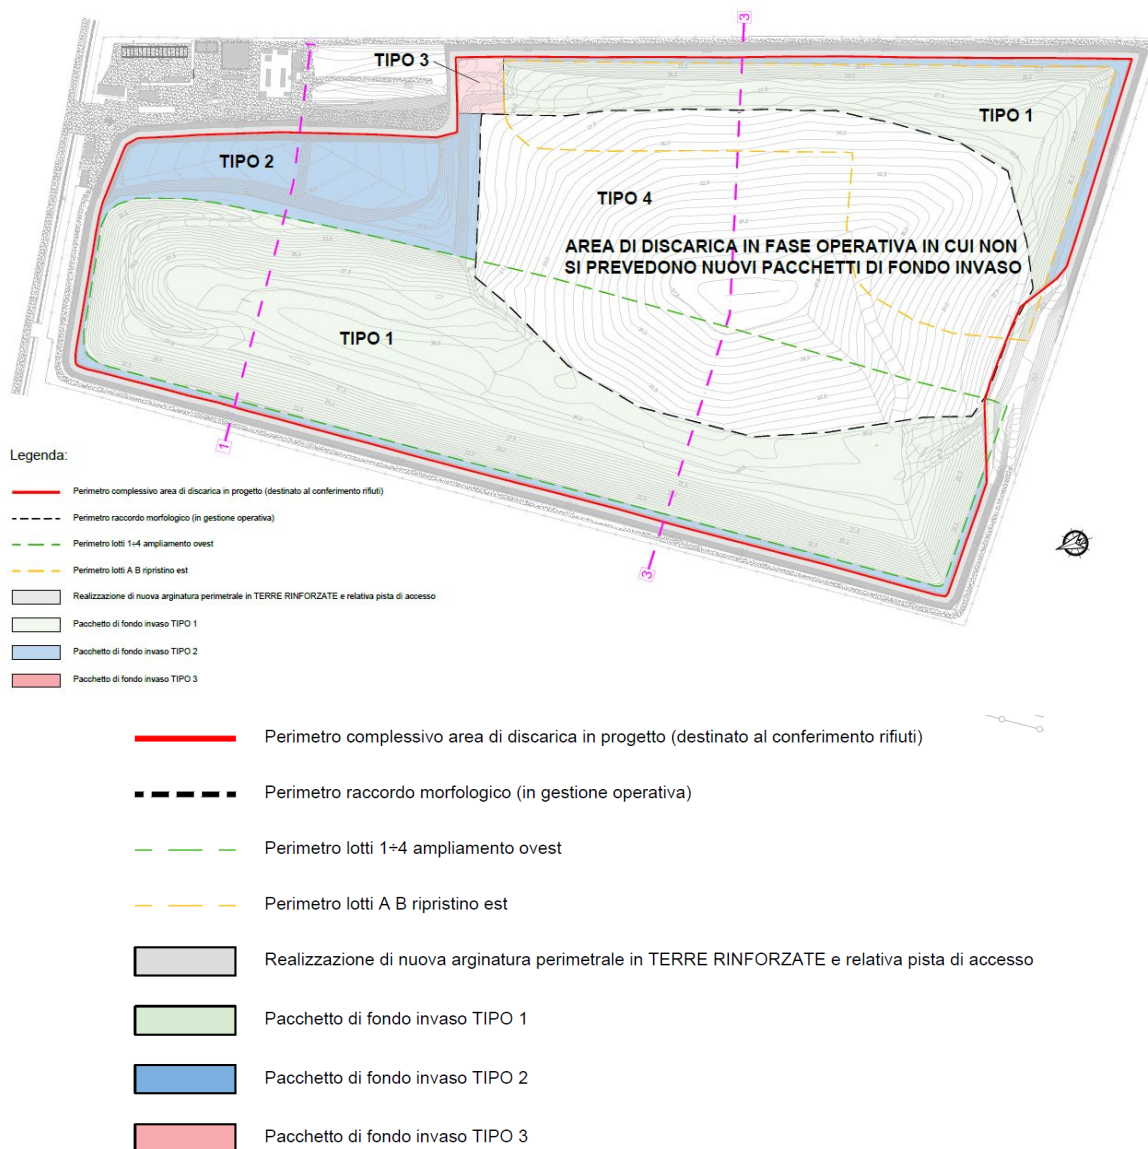 3
1
TIPO 3
TIPO 1
TIPO 2
TIPO 4
AREA DI DISCARICA IN FASE OPERATIVA IN CUI NON
SI PREVEDONO NUOVI PACCHETTI DI FONDO INVASO
TIPO 1
1
3
Legenda:
Perimetro complessivo area di discarica in progetto (destinato al conferimento rifiuti)
Perimetro raccordo morfologico (in gestione operativa)
Perimetro lotti 1÷4 ampliamento ovest
Perimetro lotti A B ripristino est
Realizzazione di nuova arginatura perimetrale in TERRE RINFORZATE e relativa pista di accesso
Pacchetto di fondo invaso TIPO 1
Pacchetto di fondo invaso TIPO 2
Pacchetto di fondo invaso TIPO 3
Perimetro complessivo area di discarica in progetto (destinato al conferimento rifiuti)
Perimetro raccordo morfologico (in gestione operativa)
Perimetro lotti 1÷4 ampliamento ovest
Perimetro lotti A B ripristino est
Realizzazione di nuova arginatura perimetrale in TERRE RINFORZATE e relativa pista di accesso
Pacchetto di fondo invaso TIPO 1
Pacchetto di fondo invaso TIPO 2
Pacchetto di fondo invaso TIPO 3